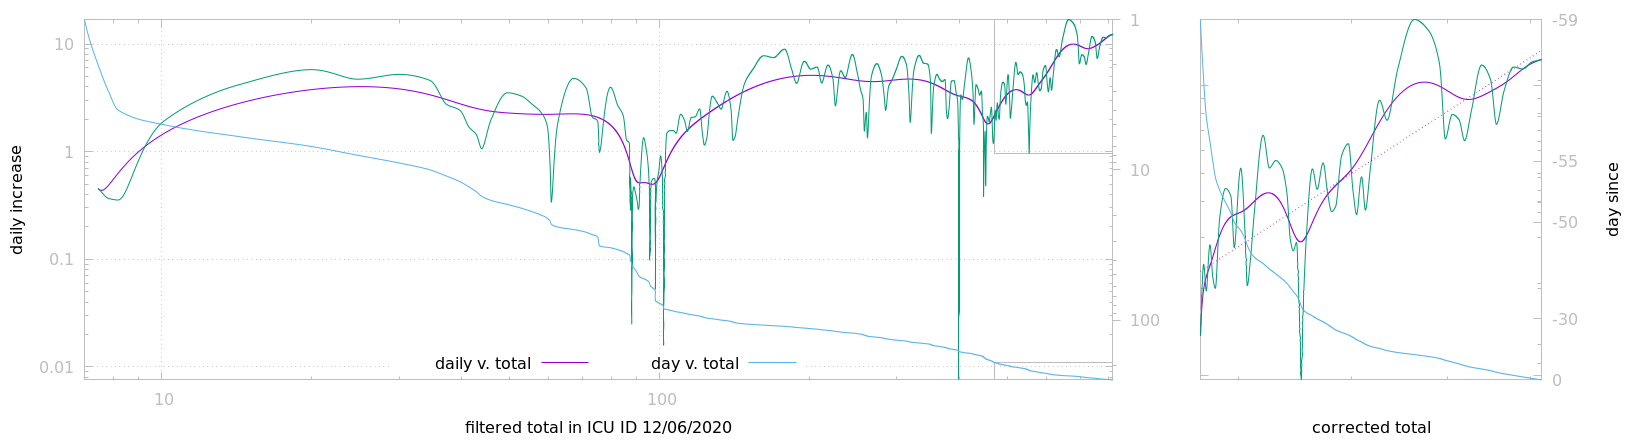 daily increase
10
1
0.1
0.01
10
100
daily v. total
day v. total
filtered total in ICU ID 12/06/2020
1
10
100
corrected total
-59
-55
-50
-30
0
day since